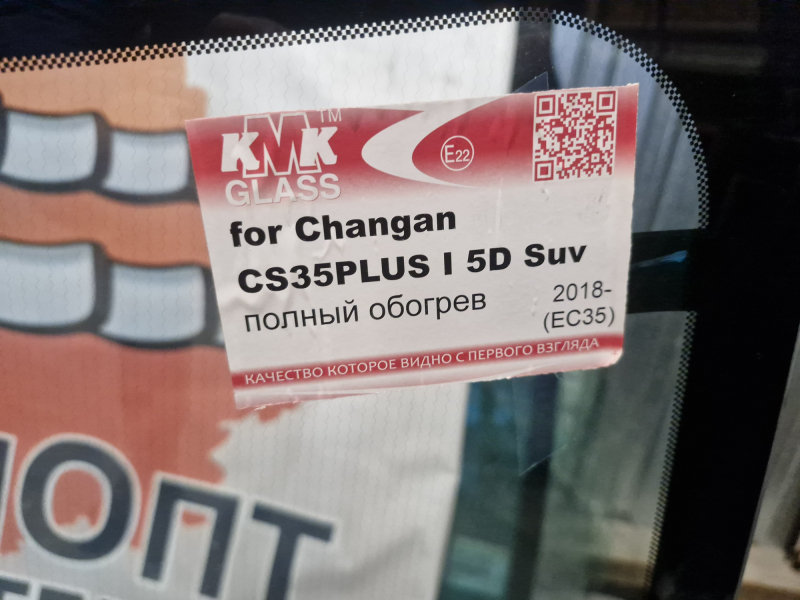 KMK TM
GLASS
E22
for Changan
CS35PLUS I 5D Suv
полный обогрев
2018-
(EC35)
КАЧЕСТВО КОТОРОЕ ВИДНО С ПЕРВОГО ВЗГЛЯДА
ОПТ